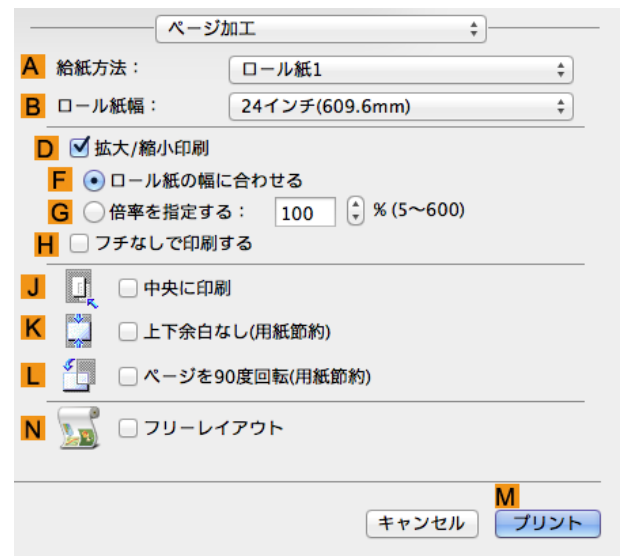 ページ加工
A 給紙方法： ロール紙1
B ロール紙幅： 24インチ(609.6mm)
D 拡大/縮小印刷
F ロール紙の幅に合わせる
G 倍率を指定する： 100 % (5〜600)
H フチなしで印刷する
J 中央に印刷
K 上下余白なし(用紙節約)
L ページを90度回転(用紙節約)
N フリーレイアウト
M
キャンセル プリント